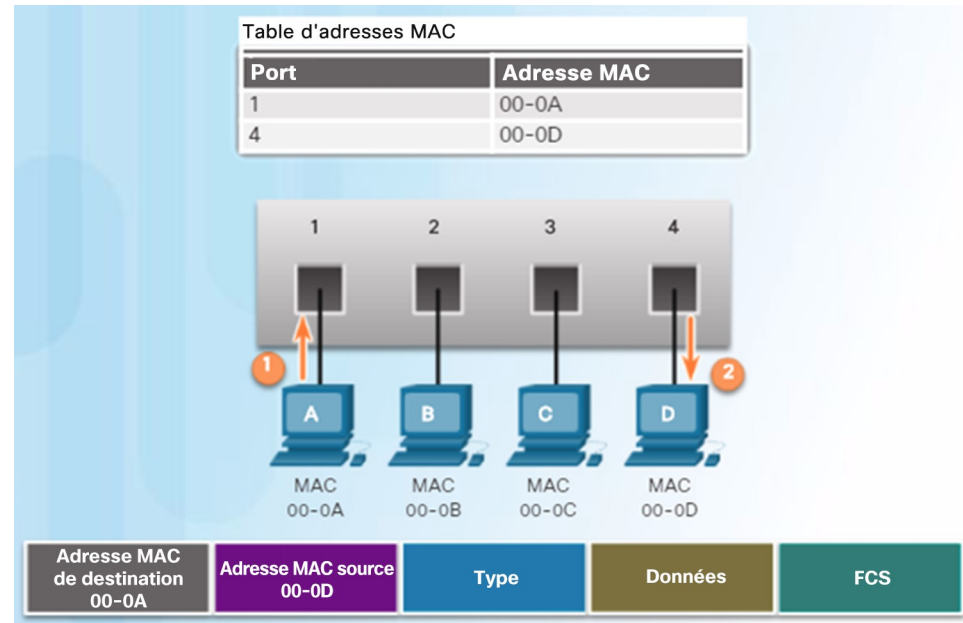 Table d'adresses MAC
Port Adresse MAC
1 00-0A
4 00-0D
1 2 3 4
1 2
A B C D
MAC MAC MAC MAC
00-0A 00-0B 00-0C 00-0D
Adresse MAC
de destination
00-0A
Adresse MAC source
00-0D
Type
Données
FCS